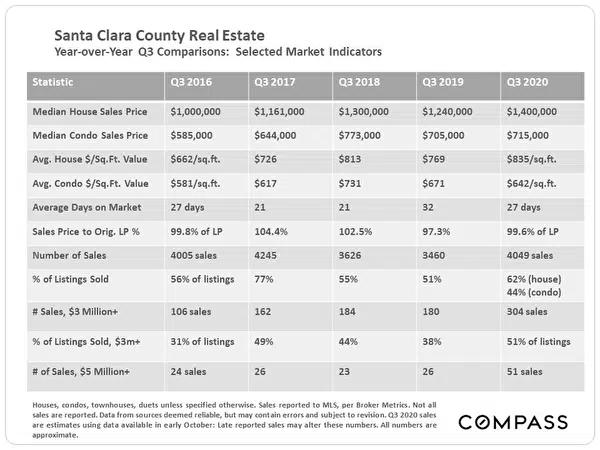 Santa Clara County Real Estate
Year-over-Year Q3 Comparisons: Selected Market Indicators
Statistic Q3 2016 Q3 2017 Q3 2018 Q3 2019 Q3 2020
Median House Sales Price $1,000,000 $1,161,000 $1,300,000 $1,240,000 $1,400,000
Median Condo Sales Price $585,000 $644,000 $773,000 $705,000 $715,000
Avg. House $/Sq.Ft. Value $662/sq.ft. $726 $813 $769 $835/sq.ft.
Avg. Condo $/Sq.Ft. Value $581/sq.ft. $617 $731 $671 $642/sq.ft.
Average Days on Market 27 days 21 21 32 27 days
Sales Price to Orig. LP % 99.8% of LP 104.4% 102.5% 97.3% 99.6% of LP
Number of Sales 4005 sales 4245 3626 3460 4049 sales
% of Listings Sold 56% of listings 77% 55% 51% 62% (house)
44% (condo)
# Sales, $3 Million+ 106 sales 162 184 180 304 sales
% of Listings Sold, $3m+ 31% of listings 49% 44% 38% 51% of listings
# of Sales, $5 Million+ 24 sales 26 23 26 51 sales
Houses, condos, townhouses, duets unless specified otherwise. Sales reported to MLS, per Broker Metrics. Not all
sales are reported. Data from sources deemed reliable, but may contain errors and subject to revision. Q3 2020 sales
are estimates using data available in early October: Late reported sales may alter these numbers. All numbers are
approximate.
COMPASS